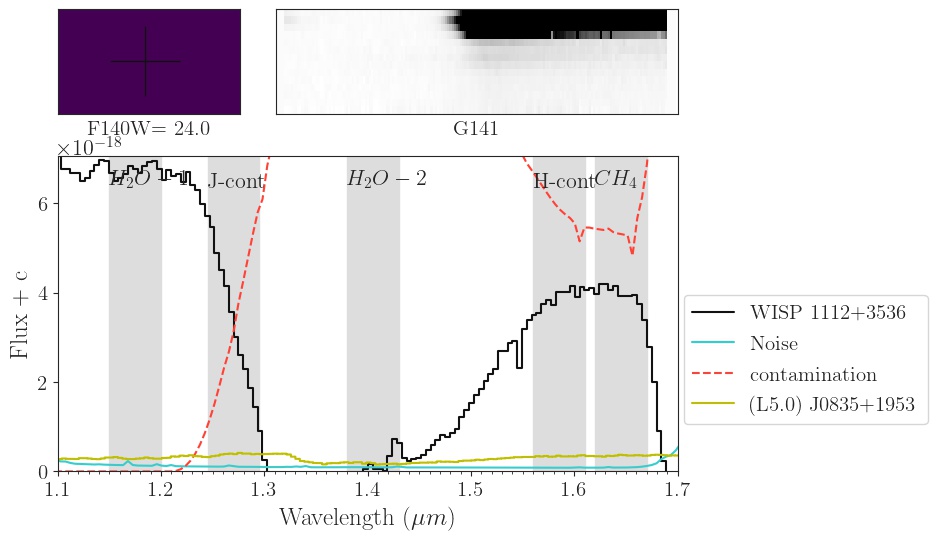 F140W= 24.0
G141
×10⁻¹⁸
H₂O - 1
J-cont
H₂O − 2
H-cont
CH₄
6
4
2
0
Flux + c
1.1 1.2 1.3 1.4 1.5 1.6 1.7
Wavelength (μm)
WISP 1112+3536
Noise
contamination
(L5.0) J0835+1953